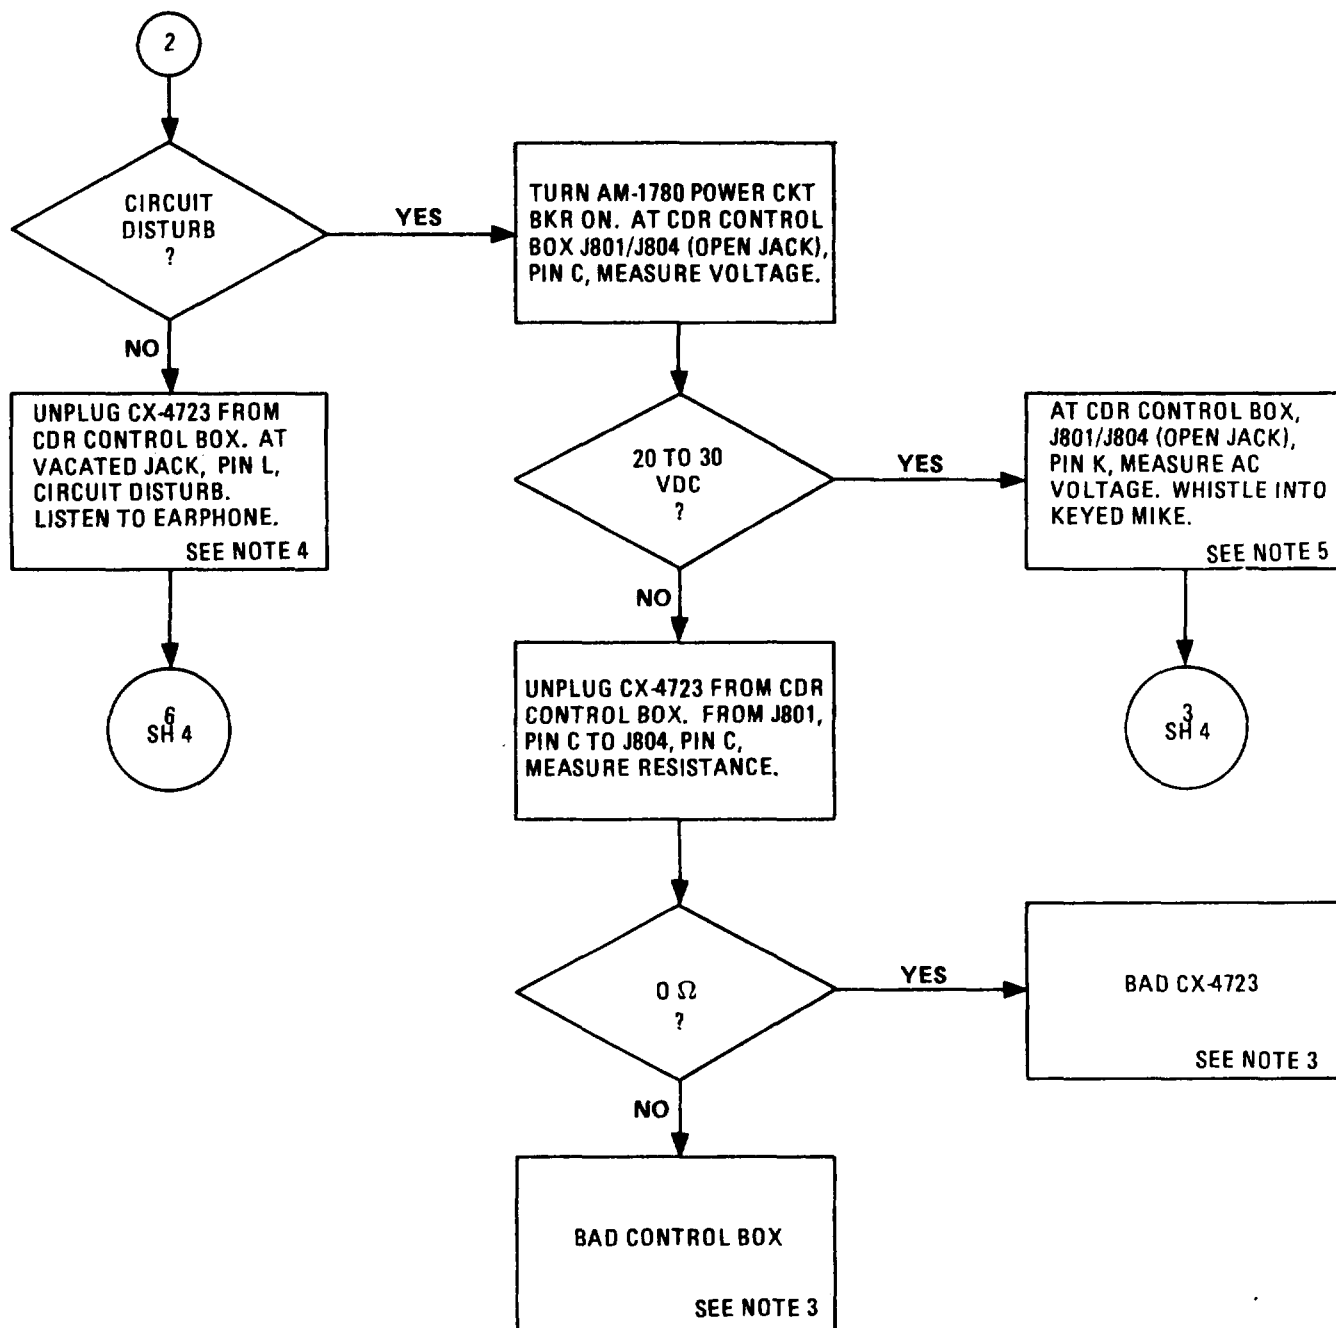 2
CIRCUIT
DISTURB
?
YES
TURN AM-1780 POWER CKT
BKR ON. AT CDR CONTROL
BOX J801/J804 (OPEN JACK),
PIN C, MEASURE VOLTAGE.
NO
UNPLUG CX-4723 FROM
CDR CONTROL BOX. AT
VACATED JACK, PIN L,
CIRCUIT DISTURB.
LISTEN TO EARPHONE.
SEE NOTE 4
6
SH 4
20 TO 30
VDC
?
YES
AT CDR CONTROL BOX,
J801/J804 (OPEN JACK),
PIN K, MEASURE AC
VOLTAGE. WHISTLE INTO
KEYED MIKE.
SEE NOTE 5
3
SH 4
NO
UNPLUG CX-4723 FROM CDR
CONTROL BOX. FROM J801,
PIN C TO J804, PIN C,
MEASURE RESISTANCE.
0 Ω
?
YES
BAD CX-4723
SEE NOTE 3
NO
BAD CONTROL BOX
SEE NOTE 3